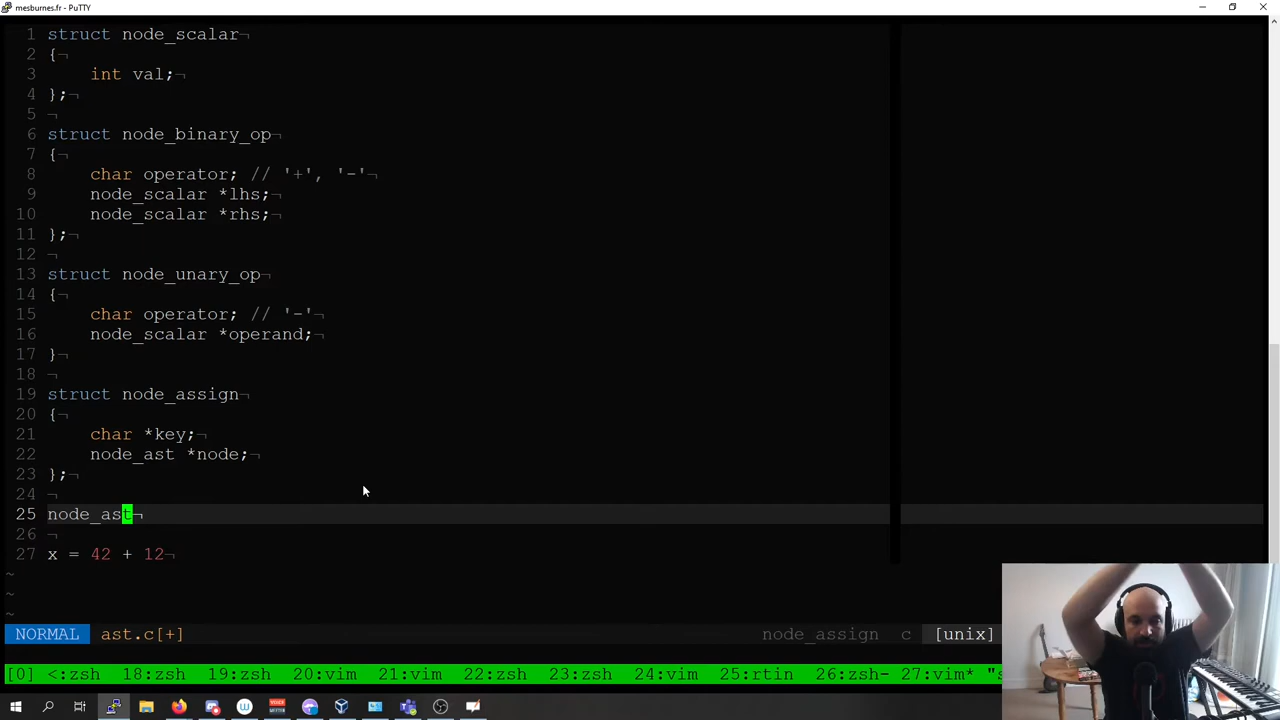 mesburnes.fr - PuTTY
1 struct node_scalar¬
2 {¬
3 int val;¬
4 };¬
5 ¬
6 struct node_binary_op¬
7 {¬
8 char operator; // '+', '-'¬
9 node_scalar *lhs;¬
10 node_scalar *rhs;¬
11 };¬
12 ¬
13 struct node_unary_op¬
14 {¬
15 char operator; // '-'¬
16 node_scalar *operand;¬
17 }¬
18 ¬
19 struct node_assign¬
20 {¬
21 char *key;¬
22 node_ast *node;¬
23 };¬
24 ¬
25 node_ast¬
26 ¬
27 x = 42 + 12¬
~
~
~
NORMAL ast.c[+] node_assign c [unix]
[0] <:zsh 18:zsh 19:zsh 20:vim 21:vim 22:zsh 23:zsh 24:vim 25:rtin 26:zsh- 27:vim* "s